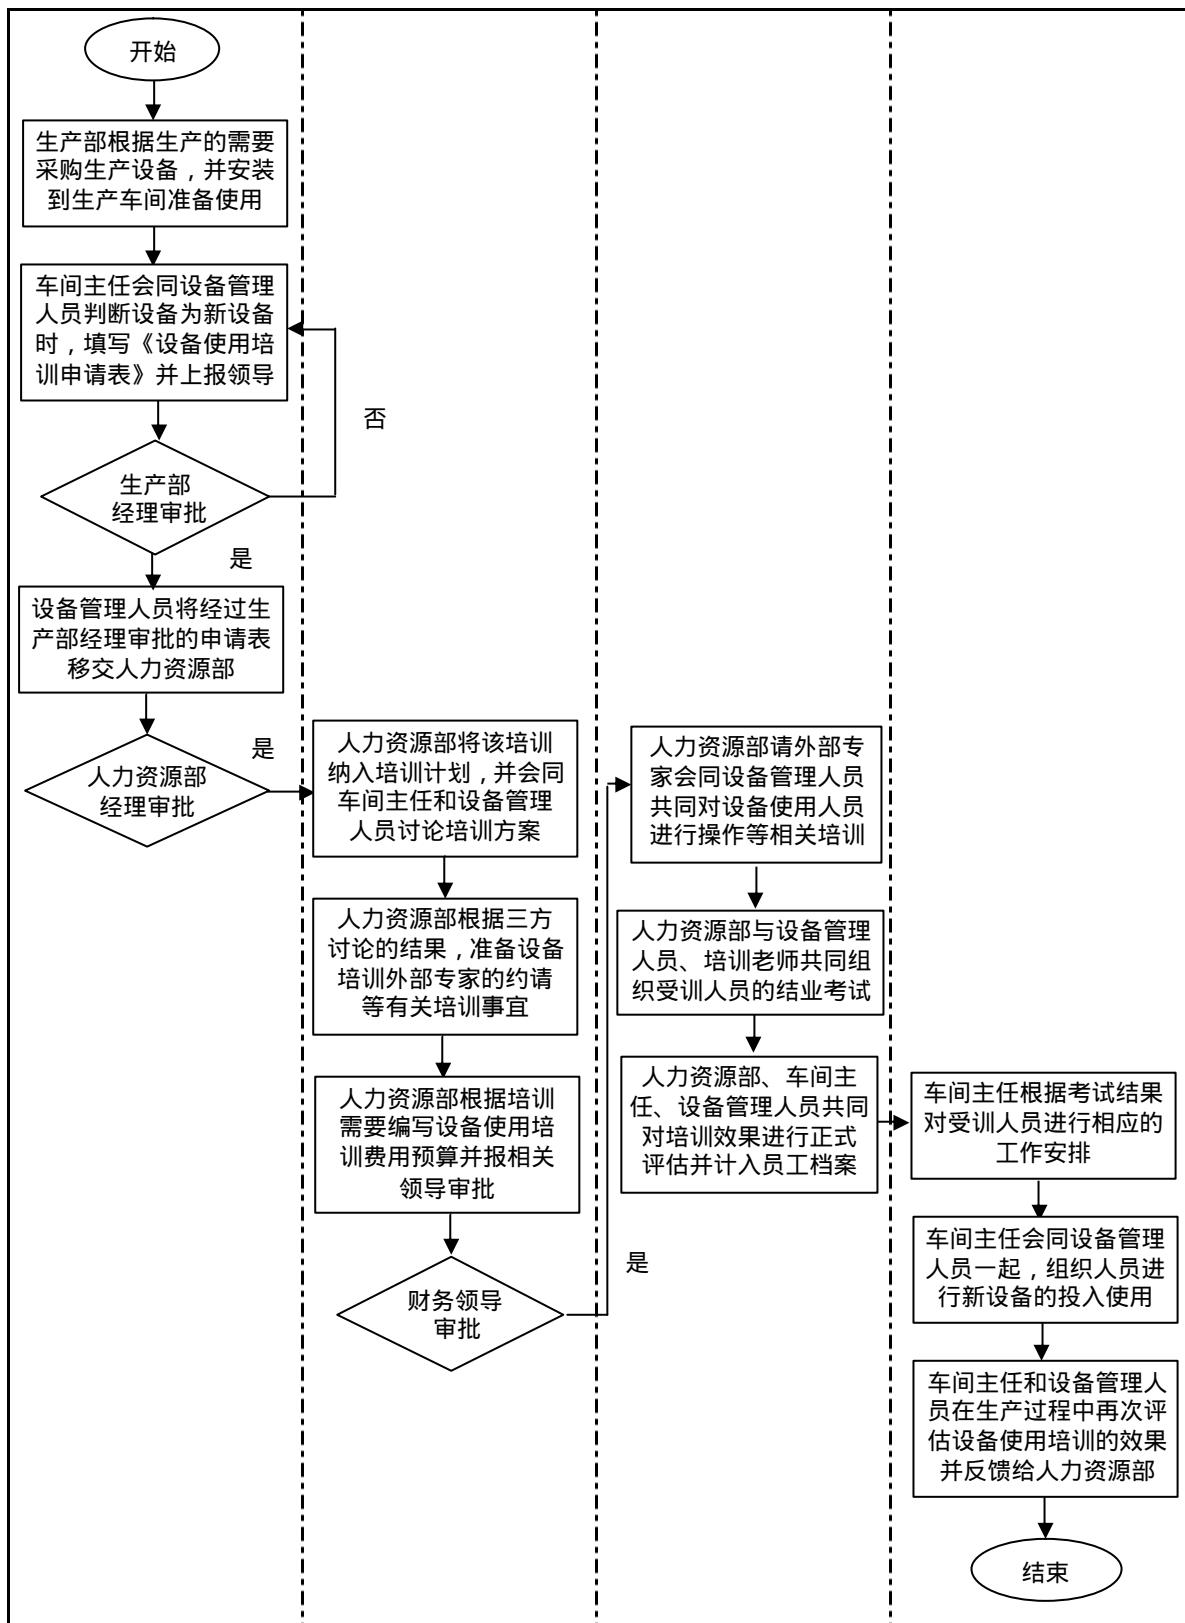 开始
生产部根据生产的需要
采购生产设备，并安装
到生产车间准备使用
车间主任会同设备管理
人员判断设备为新设备
时，填写《设备使用培
训申请表》并上报领导
否
生产部
经理审批
是
设备管理人员将经过生
产部经理审批的申请表
移交人力资源部
人力资源部
经理审批
是
人力资源部将该培训
纳入培训计划，并会同
车间主任和设备管理
人员讨论培训方案
人力资源部根据三方
讨论的结果，准备设备
培训外部专家的约请
等有关培训事宜
人力资源部根据培训
需要编写设备使用培
训费用预算并报相关
领导审批
财务领导
审批
是
人力资源部请外部专
家会同设备管理人员
共同对设备使用人员
进行操作等相关培训
人力资源部与设备管理
人员、培训老师共同组
织受训人员的结业考试
人力资源部、车间主
任、设备管理人员共同
对培训效果进行正式
评估并计入员工档案
车间主任根据考试结果
对受训人员进行相应的
工作安排
车间主任会同设备管理
人员一起，组织人员进
行新设备的投入使用
车间主任和设备管理人
员在生产过程中再次评
估设备使用培训的效果
并反馈给人力资源部
结束